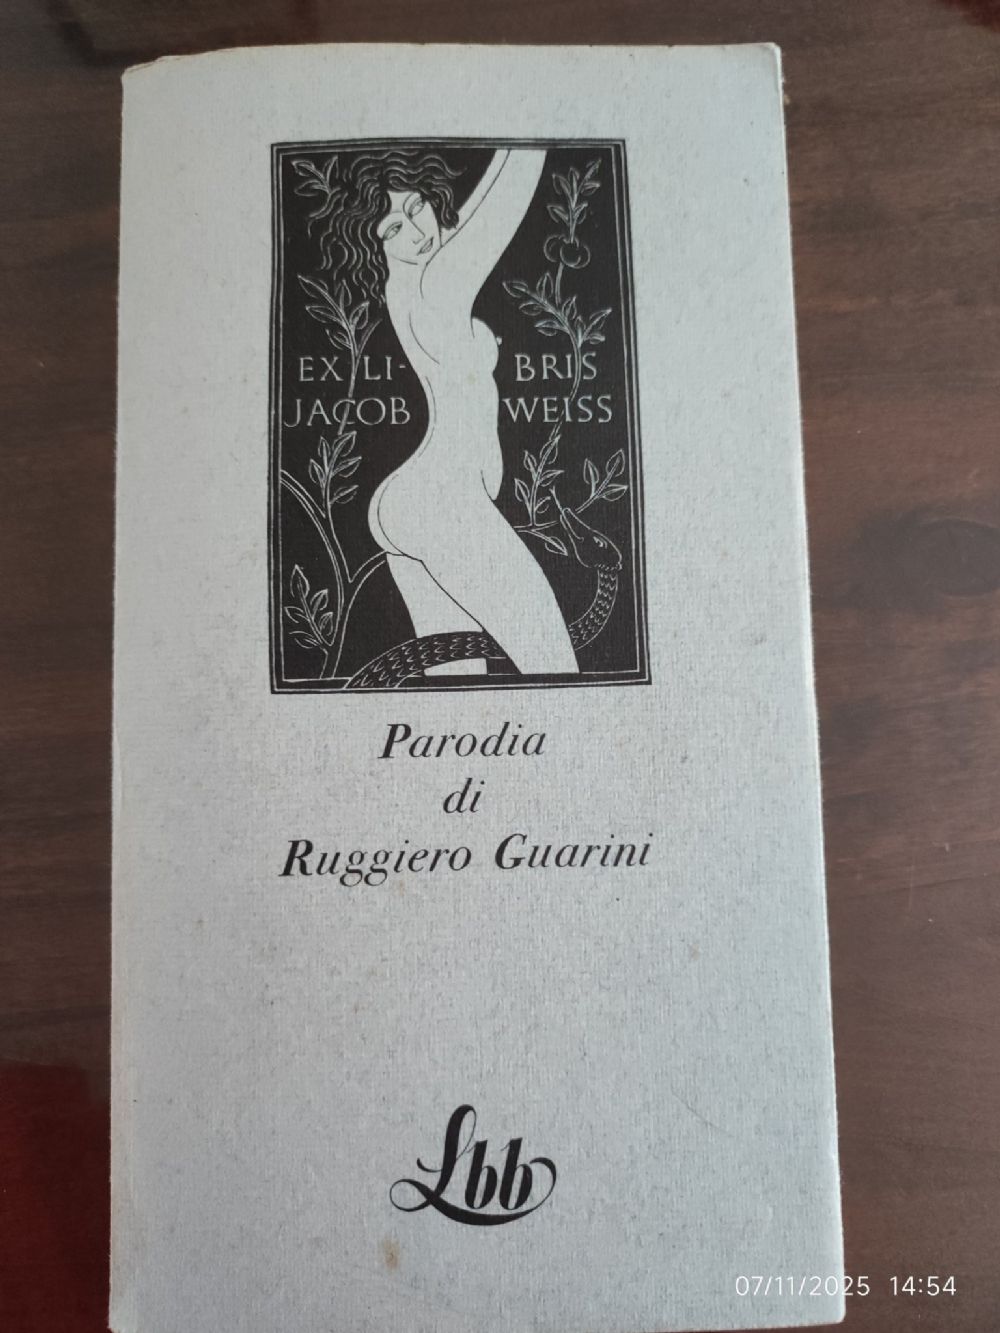 EX LI- BRIS
JACOB WEISS
Parodia
di
Ruggiero Guarini
Lbb
07/11/2025 14:54